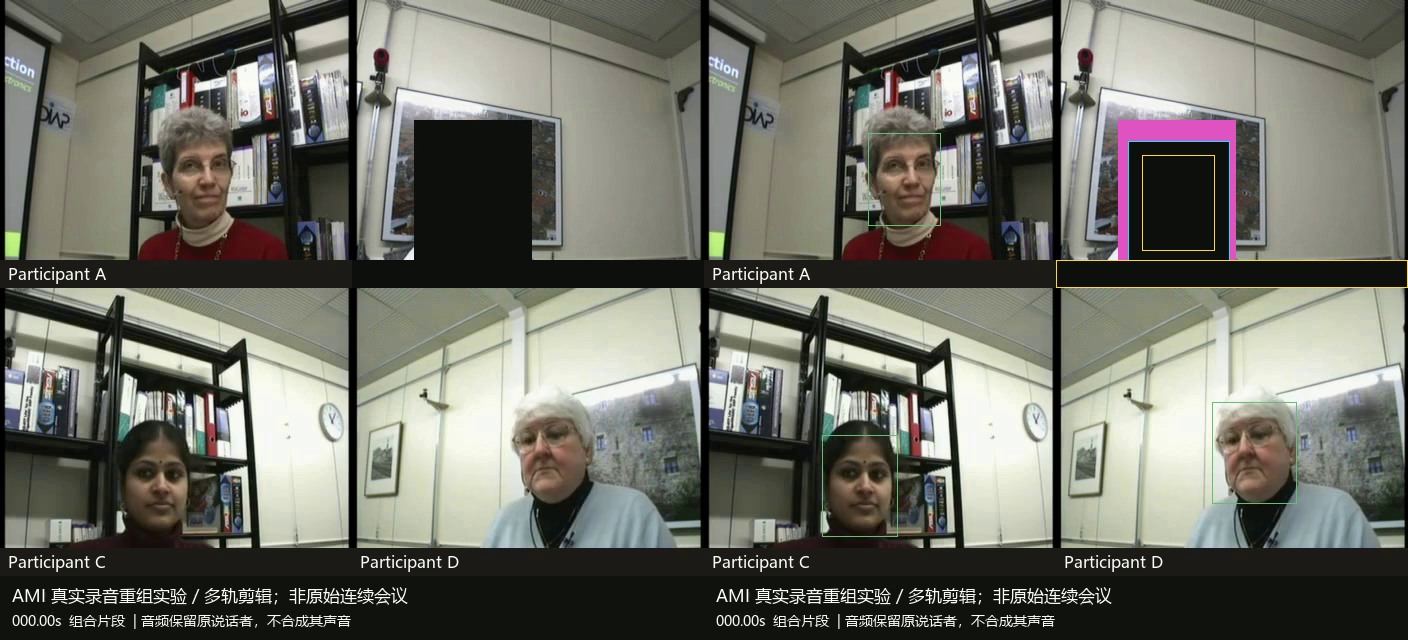 ction
ctronics
IDIAP
Participant A
ction
ctronics
IDIAP
Participant A
Participant C
Participant D
Participant C
Participant D
AMI 真实录音重组实验 / 多轨剪辑；非原始连续会议
AMI 真实录音重组实验 / 多轨剪辑；非原始连续会议
000.00s 组合片段 | 音频保留原说话者，不合成其声音
000.00s 组合片段 | 音频保留原说话者，不合成其声音